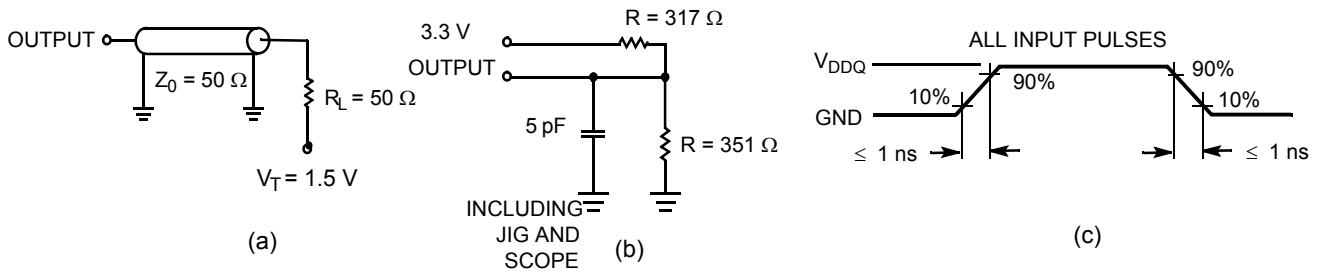 OUTPUT
Z0 = 50 Ω
RL = 50 Ω
VT = 1.5 V
(a)
R = 317 Ω
3.3 V
OUTPUT
5 pF
R = 351 Ω
INCLUDING
JIG AND
SCOPE
(b)
ALL INPUT PULSES
VDDQ
GND
10%
90%
90%
10%
≤ 1 ns
≤ 1 ns
(c)